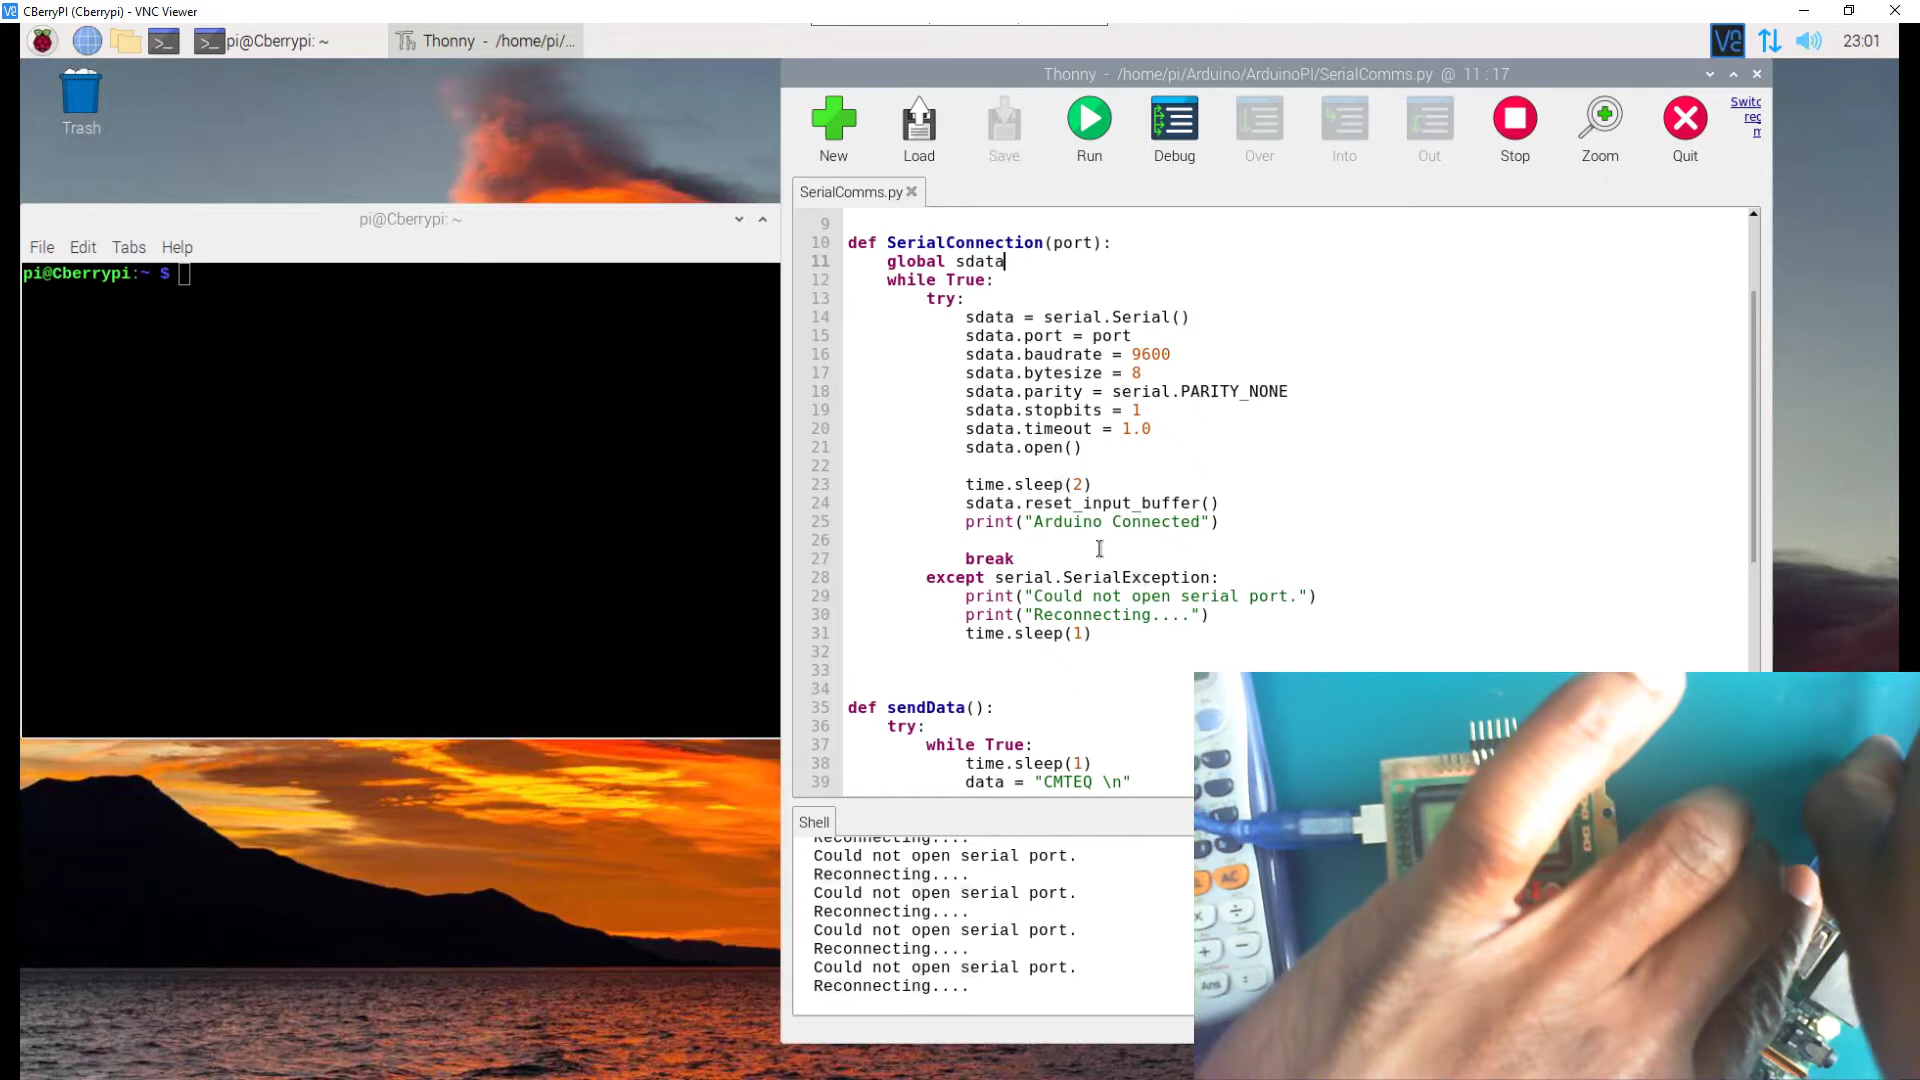 CBerryPI (Cberrypi) - VNC Viewer
pi@Cberrypi: ~
Thonny - /home/pi/...
23:01
Trash
Thonny - /home/pi/Arduino/ArduinoPI/SerialComms.py @ 11 : 17
New
Load
Save
Run
Debug
Over
Into
Out
Stop
Zoom
Quit
Switc
reg
m
SerialComms.py
pi@Cberrypi: ~
File Edit Tabs Help
pi@Cberrypi:~ $
9
10 def SerialConnection(port):
11 global sdata
12 while True:
13 try:
14 sdata = serial.Serial()
15 sdata.port = port
16 sdata.baudrate = 9600
17 sdata.bytesize = 8
18 sdata.parity = serial.PARITY_NONE
19 sdata.stopbits = 1
20 sdata.timeout = 1.0
21 sdata.open()
22
23 time.sleep(2)
24 sdata.reset_input_buffer()
25 print("Arduino Connected")
26
27 break
28 except serial.SerialException:
29 print("Could not open serial port.")
30 print("Reconnecting....")
31 time.sleep(1)
32
33
34
35 def sendData():
36 try:
37 while True:
38 time.sleep(1)
39 data = "CMTEQ \n"
Shell
Reconnecting....
Could not open serial port.
Reconnecting....
Could not open serial port.
Reconnecting....
Could not open serial port.
Reconnecting....
Could not open serial port.
Reconnecting....
AC
Ans